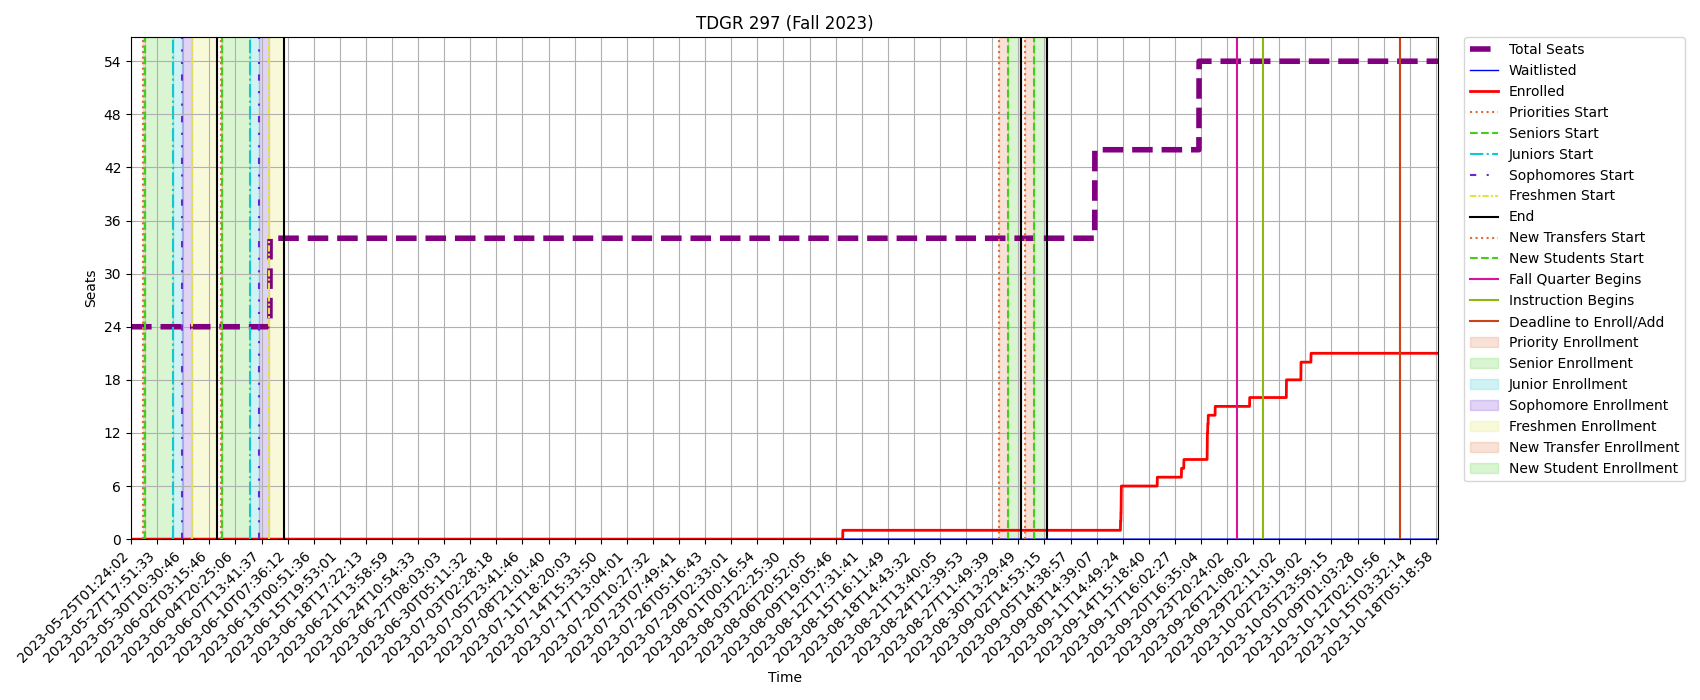 TDGR 297 (Fall 2023)
Seats
54
48
42
36
30
24
18
12
6
0
2023-05-25T01:24:02
2023-05-27T17:51:33
2023-05-30T10:30:46
2023-06-02T03:15:46
2023-06-04T20:25:06
2023-06-07T13:41:37
2023-06-10T07:36:12
2023-06-13T00:51:36
2023-06-15T19:53:01
2023-06-18T17:22:13
2023-06-21T13:58:59
2023-06-24T10:54:33
2023-06-27T08:03:03
2023-06-30T05:11:32
2023-07-03T02:28:18
2023-07-05T23:41:46
2023-07-08T21:01:40
2023-07-11T18:20:03
2023-07-14T15:33:50
2023-07-17T13:04:01
2023-07-20T10:27:32
2023-07-23T07:49:41
2023-07-26T05:16:43
2023-07-29T02:33:01
2023-08-01T00:16:54
2023-08-03T22:25:30
2023-08-06T20:52:05
2023-08-09T19:05:46
2023-08-12T17:31:41
2023-08-15T16:11:49
2023-08-18T14:43:32
2023-08-21T13:40:05
2023-08-24T12:39:53
2023-08-27T11:49:39
2023-08-30T13:29:49
2023-09-02T14:53:15
2023-09-05T14:38:57
2023-09-08T14:39:07
2023-09-11T14:49:24
2023-09-14T15:18:40
2023-09-17T16:02:27
2023-09-20T16:35:04
2023-09-23T20:24:02
2023-09-26T21:08:02
2023-09-29T22:11:02
2023-10-02T23:19:02
2023-10-05T23:59:15
2023-10-09T01:03:28
2023-10-12T02:10:56
2023-10-15T03:32:14
2023-10-18T05:18:58
Time
Total Seats
Waitlisted
Enrolled
Priorities Start
Seniors Start
Juniors Start
Sophomores Start
Freshmen Start
End
New Transfers Start
New Students Start
Fall Quarter Begins
Instruction Begins
Deadline to Enroll/Add
Priority Enrollment
Senior Enrollment
Junior Enrollment
Sophomore Enrollment
Freshmen Enrollment
New Transfer Enrollment
New Student Enrollment